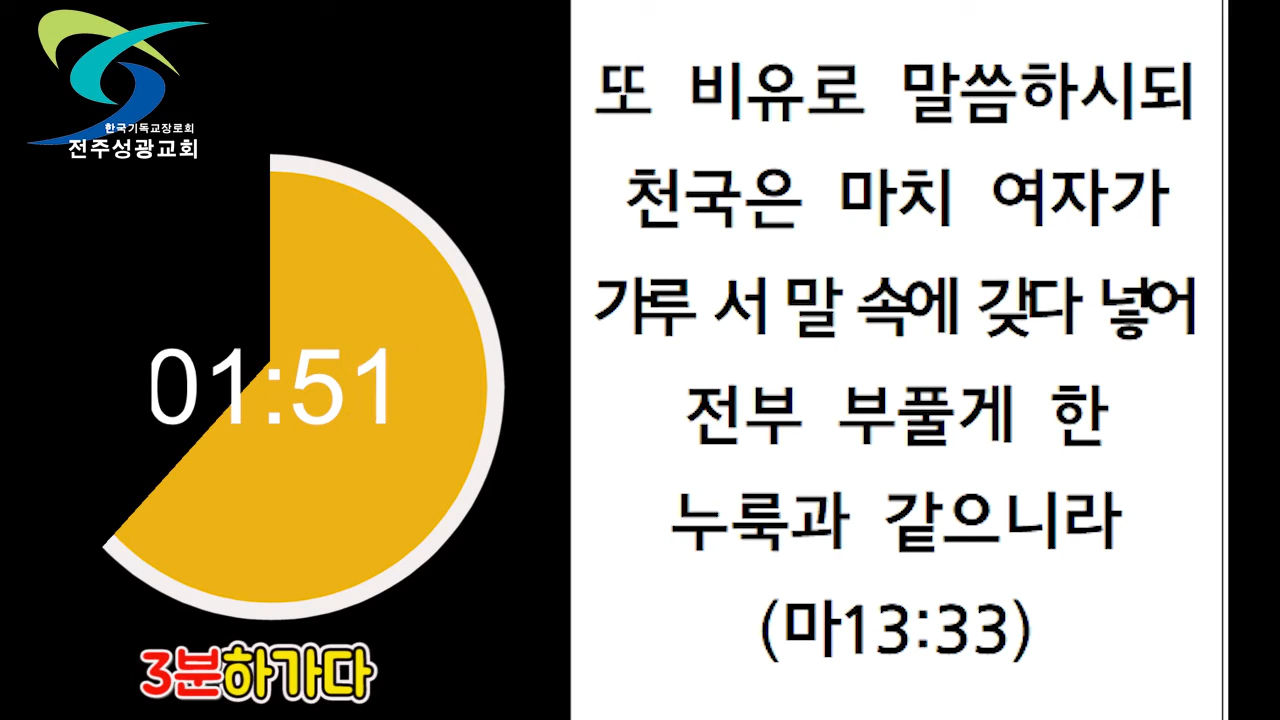 한국기독교장로회
전주성광교회
01:51
3분하가다
또 비유로 말씀하시되
천국은 마치 여자가
가루 서 말 속에 갖다 넣어
전부 부풀게 한
누룩과 같으니라
(마13:33)